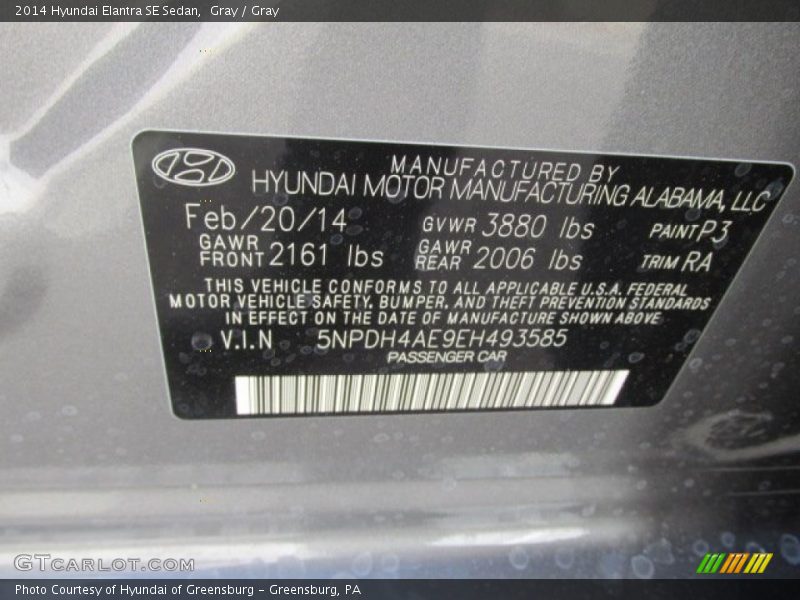 2014 Hyundai Elantra SE Sedan,  Gray / Gray
MANUFACTURED BY
HYUNDAI MOTOR MANUFACTURING ALABAMA, LLC
Feb/20/14 GVWR 3880 lbs PAINT P3
GAWR FRONT 2161 lbs GAWR REAR 2006 lbs TRIM RA
THIS VEHICLE CONFORMS TO ALL APPLICABLE U.S.A. FEDERAL
MOTOR VEHICLE SAFETY, BUMPER, AND THEFT PREVENTION STANDARDS
IN EFFECT ON THE DATE OF MANUFACTURE SHOWN ABOVE
V.I.N 5NPDH4AE9EH493585
PASSENGER CAR
GTCARLOT.COM
Photo Courtesy of Hyundai of Greensburg - Greensburg, PA